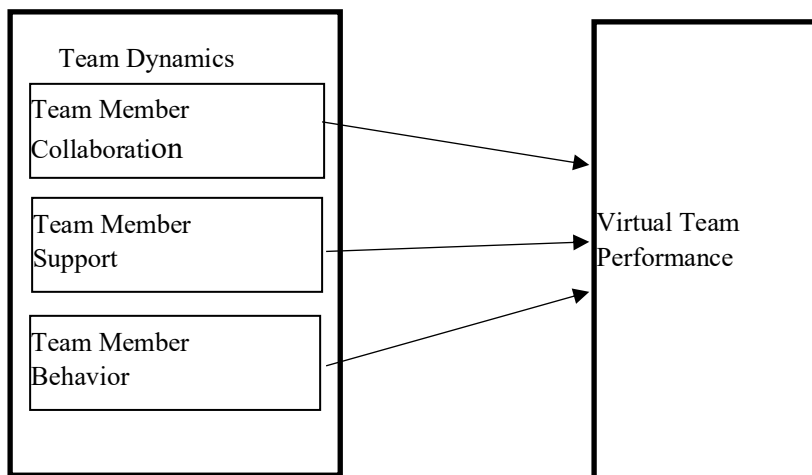 Team Dynamics
Team Member
Collaboration
Team Member
Support
Team Member
Behavior
Virtual Team
Performance